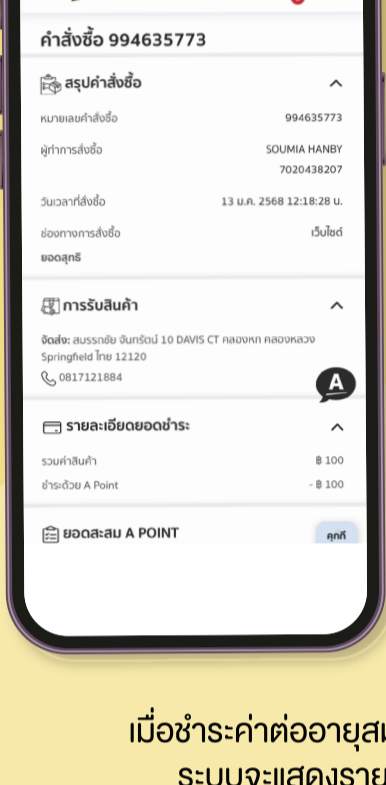 คำสั่งซื้อ 994635773
สรุปคำสั่งซื้อ
หมายเลขคำสั่งซื้อ 994635773
ผู้ทำการสั่งซื้อ SOUMIA HANBY
7020438207
วันเวลาที่สั่งซื้อ 13 ม.ค. 2568 12:18:28 น.
ช่องทางการสั่งซื้อ เว็บไซต์
ยอดสุทธิ
การรับสินค้า
จัดส่ง: สมรรถชัย จันทรัตน์ 10 DAVIS CT คลองหก คลองหลวง
Springfield ไทย 12120
0817121884
A
รายละเอียดยอดชำระ
รวมค่าสินค้า ฿ 100
ชำระด้วย A Point - ฿ 100
ยอดสะสม A POINT
คุกกี
เมื่อชำระค่าต่ออายุสม
ระบบจะแสดงราย